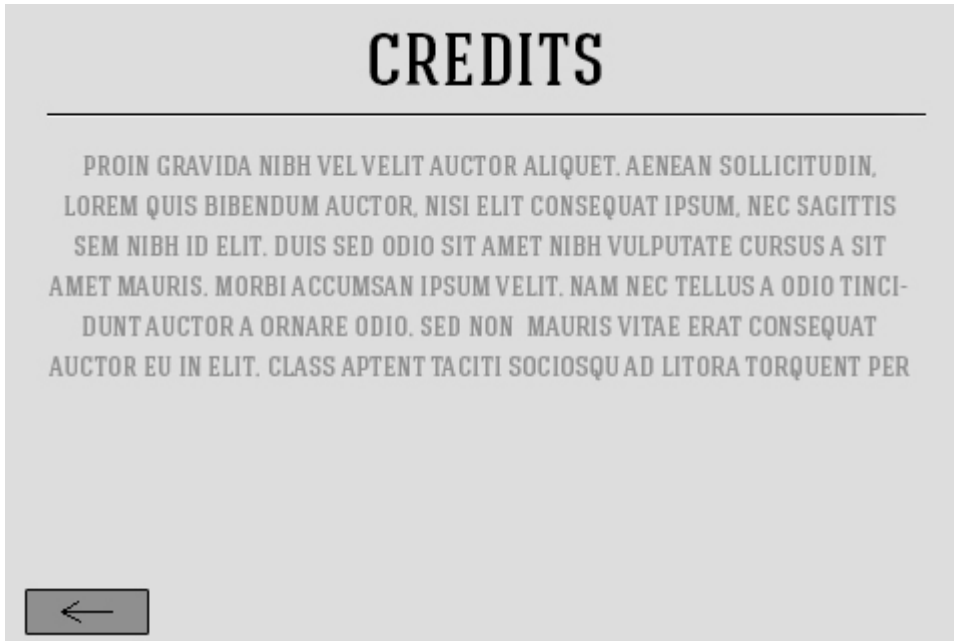 CREDITS
PROIN GRAVIDA NIBH VEL VELIT AUCTOR ALIQUET. AENEAN SOLLICITUDIN,
LOREM QUIS BIBENDUM AUCTOR, NISI ELIT CONSEQUAT IPSUM, NEC SAGITTIS
SEM NIBH ID ELIT. DUIS SED ODIO SIT AMET NIBH VULPUTATE CURSUS A SIT
AMET MAURIS. MORBI ACCUMSAN IPSUM VELIT. NAM NEC TELLUS A ODIO TINCI-
DUNT AUCTOR A ORNARE ODIO. SED NON MAURIS VITAE ERAT CONSEQUAT
AUCTOR EU IN ELIT. CLASS APTENT TACITI SOCIOSQU AD LITORA TORQUENT PER